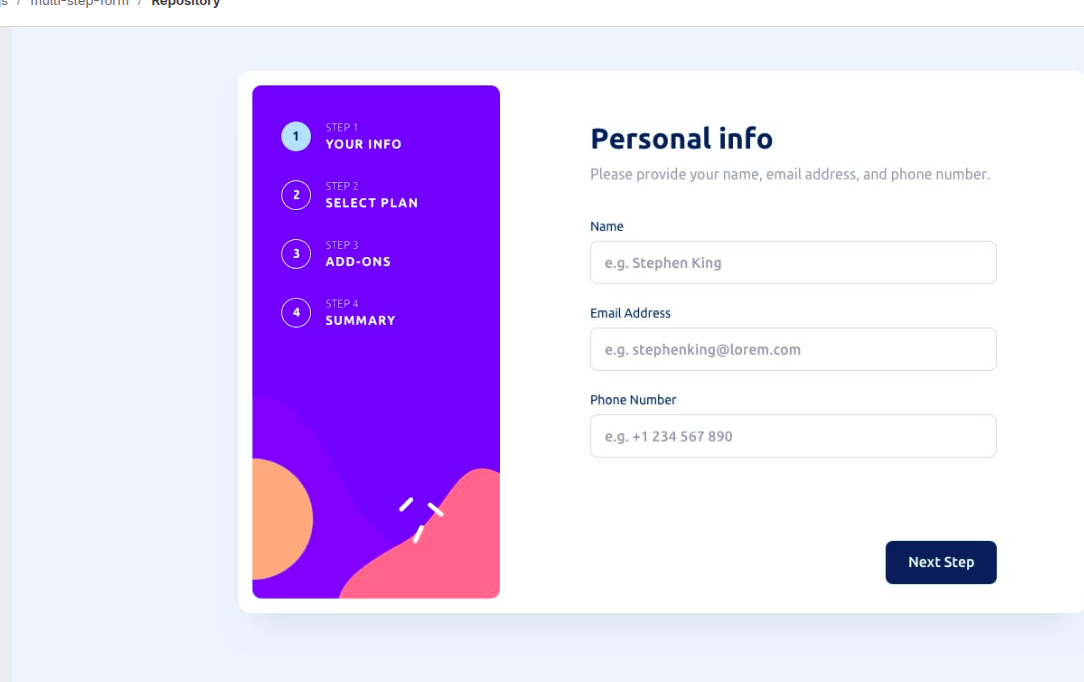 / multi-step-form / Repository
1
STEP 1
YOUR INFO
2
STEP 2
SELECT PLAN
3
STEP 3
ADD-ONS
4
STEP 4
SUMMARY
Personal info
Please provide your name, email address, and phone number.
Name
e.g. Stephen King
Email Address
e.g. stephenking@lorem.com
Phone Number
e.g. +1 234 567 890
Next Step